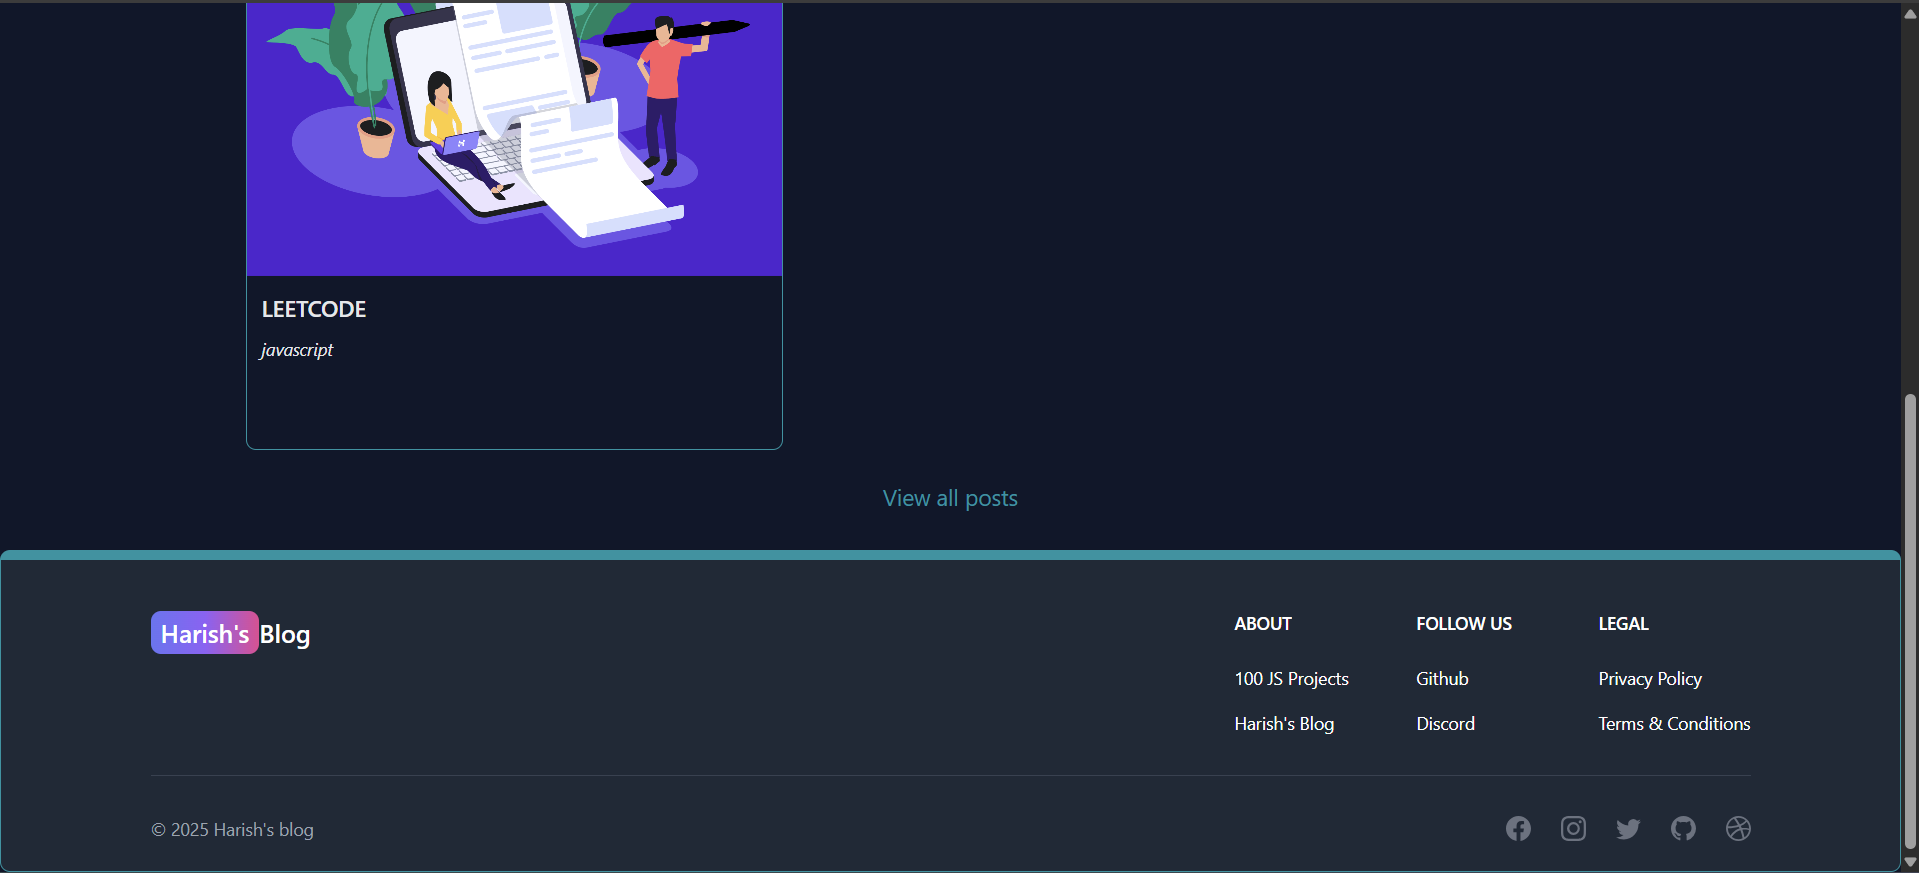 LEETCODE
javascript
View all posts
Harish's Blog
ABOUT
100 JS Projects
Harish's Blog
FOLLOW US
Github
Discord
LEGAL
Privacy Policy
Terms & Conditions
© 2025 Harish's blog